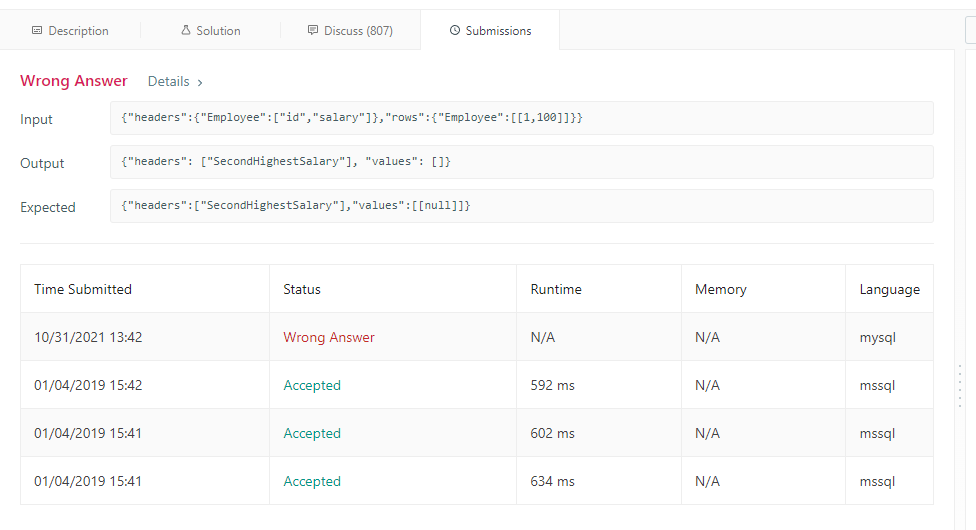 Description Solution Discuss (807) Submissions
Wrong Answer Details >
Input {"headers":{"Employee":["id","salary"]},"rows":{"Employee":[[1,100]]}}
Output {"headers": ["SecondHighestSalary"], "values": []}
Expected {"headers":["SecondHighestSalary"],"values":[[null]]}
Time Submitted Status Runtime Memory Language
10/31/2021 13:42 Wrong Answer N/A N/A mysql
01/04/2019 15:42 Accepted 592 ms N/A mssql
01/04/2019 15:41 Accepted 602 ms N/A mssql
01/04/2019 15:41 Accepted 634 ms N/A mssql